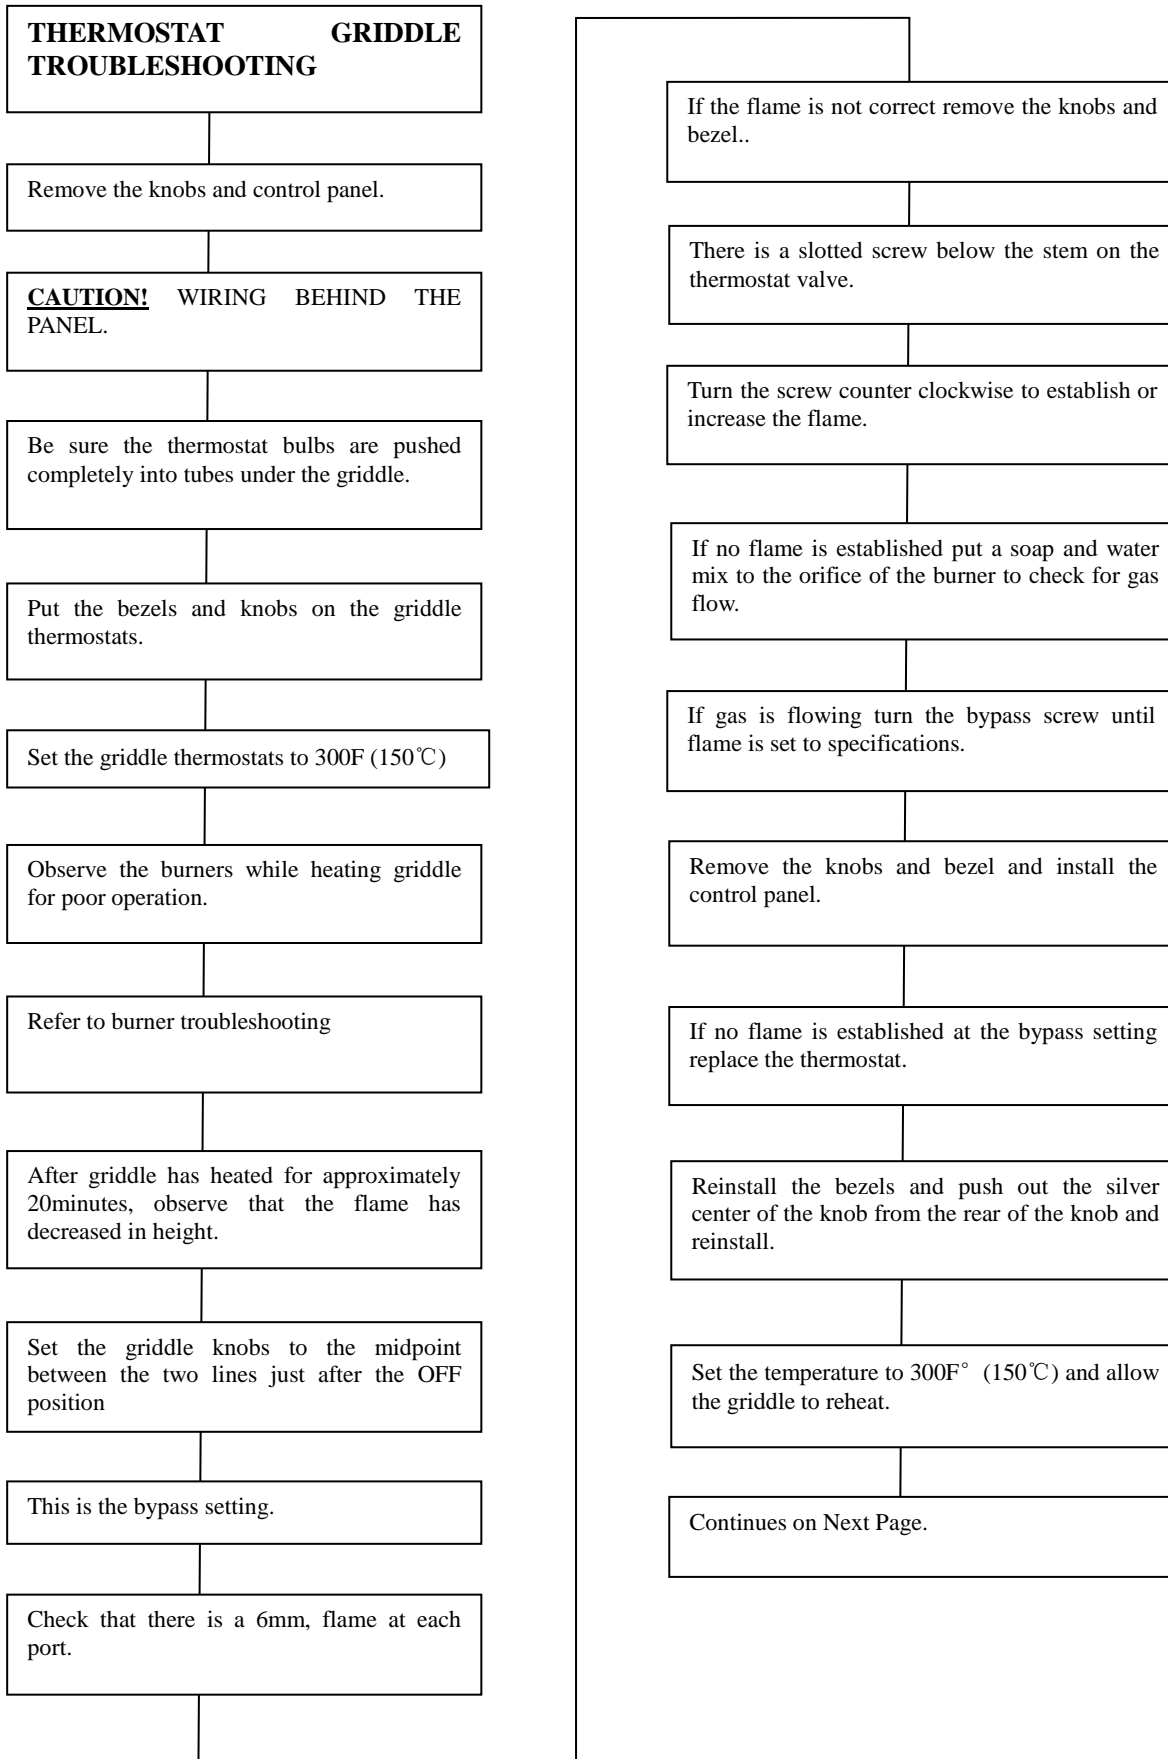 THERMOSTAT GRIDDLE
TROUBLESHOOTING
Remove the knobs and control panel.
CAUTION! WIRING BEHIND THE
PANEL.
Be sure the thermostat bulbs are pushed
completely into tubes under the griddle.
Put the bezels and knobs on the griddle
thermostats.
Set the griddle thermostats to 300F (150℃)
Observe the burners while heating griddle
for poor operation.
Refer to burner troubleshooting
After griddle has heated for approximately
20minutes, observe that the flame has
decreased in height.
Set the griddle knobs to the midpoint
between the two lines just after the OFF
position
This is the bypass setting.
Check that there is a 6mm, flame at each
port.
If the flame is not correct remove the knobs and
bezel..
There is a slotted screw below the stem on the
thermostat valve.
Turn the screw counter clockwise to establish or
increase the flame.
If no flame is established put a soap and water
mix to the orifice of the burner to check for gas
flow.
If gas is flowing turn the bypass screw until
flame is set to specifications.
Remove the knobs and bezel and install the
control panel.
If no flame is established at the bypass setting
replace the thermostat.
Reinstall the bezels and push out the silver
center of the knob from the rear of the knob and
reinstall.
Set the temperature to 300F° (150℃) and allow
the griddle to reheat.
Continues on Next Page.